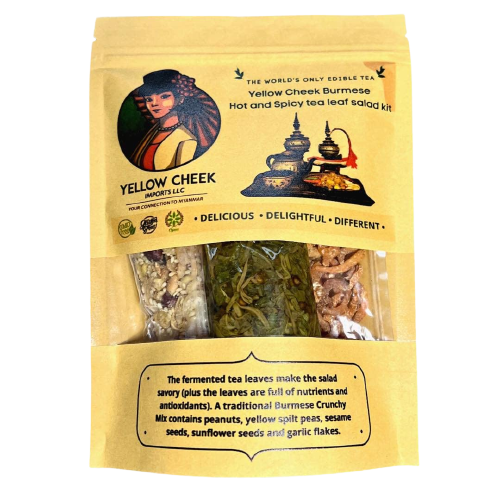 THE WORLD'S ONLY EDIBLE TEA
Yellow Cheek Burmese
Hot and Spicy tea leaf salad kit
YELLOW CHEEK
IMPORTS LLC
YOUR CONNECTION TO MYANMAR
• DELICIOUS • DELIGHTFUL • DIFFERENT •
The fermented tea leaves make the salad
savory (plus the leaves are full of nutrients and
antioxidants). A traditional Burmese Crunchy
Mix contains peanuts, yellow split peas, sesame
seeds, sunflower seeds and garlic flakes.